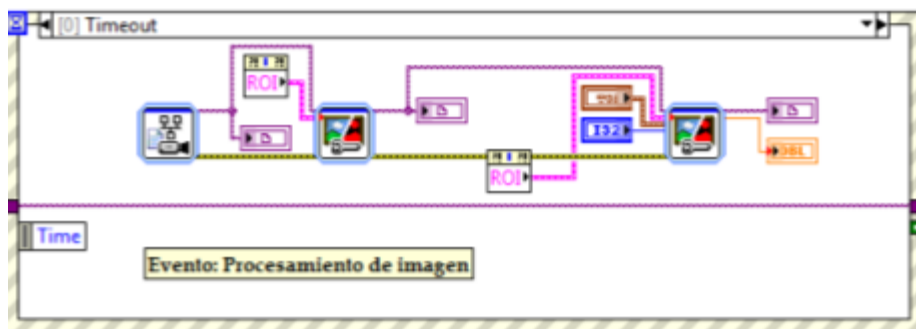 [0] Timeout
ROI
I32
DBL
ROI
Time
Evento: Procesamiento de imagen